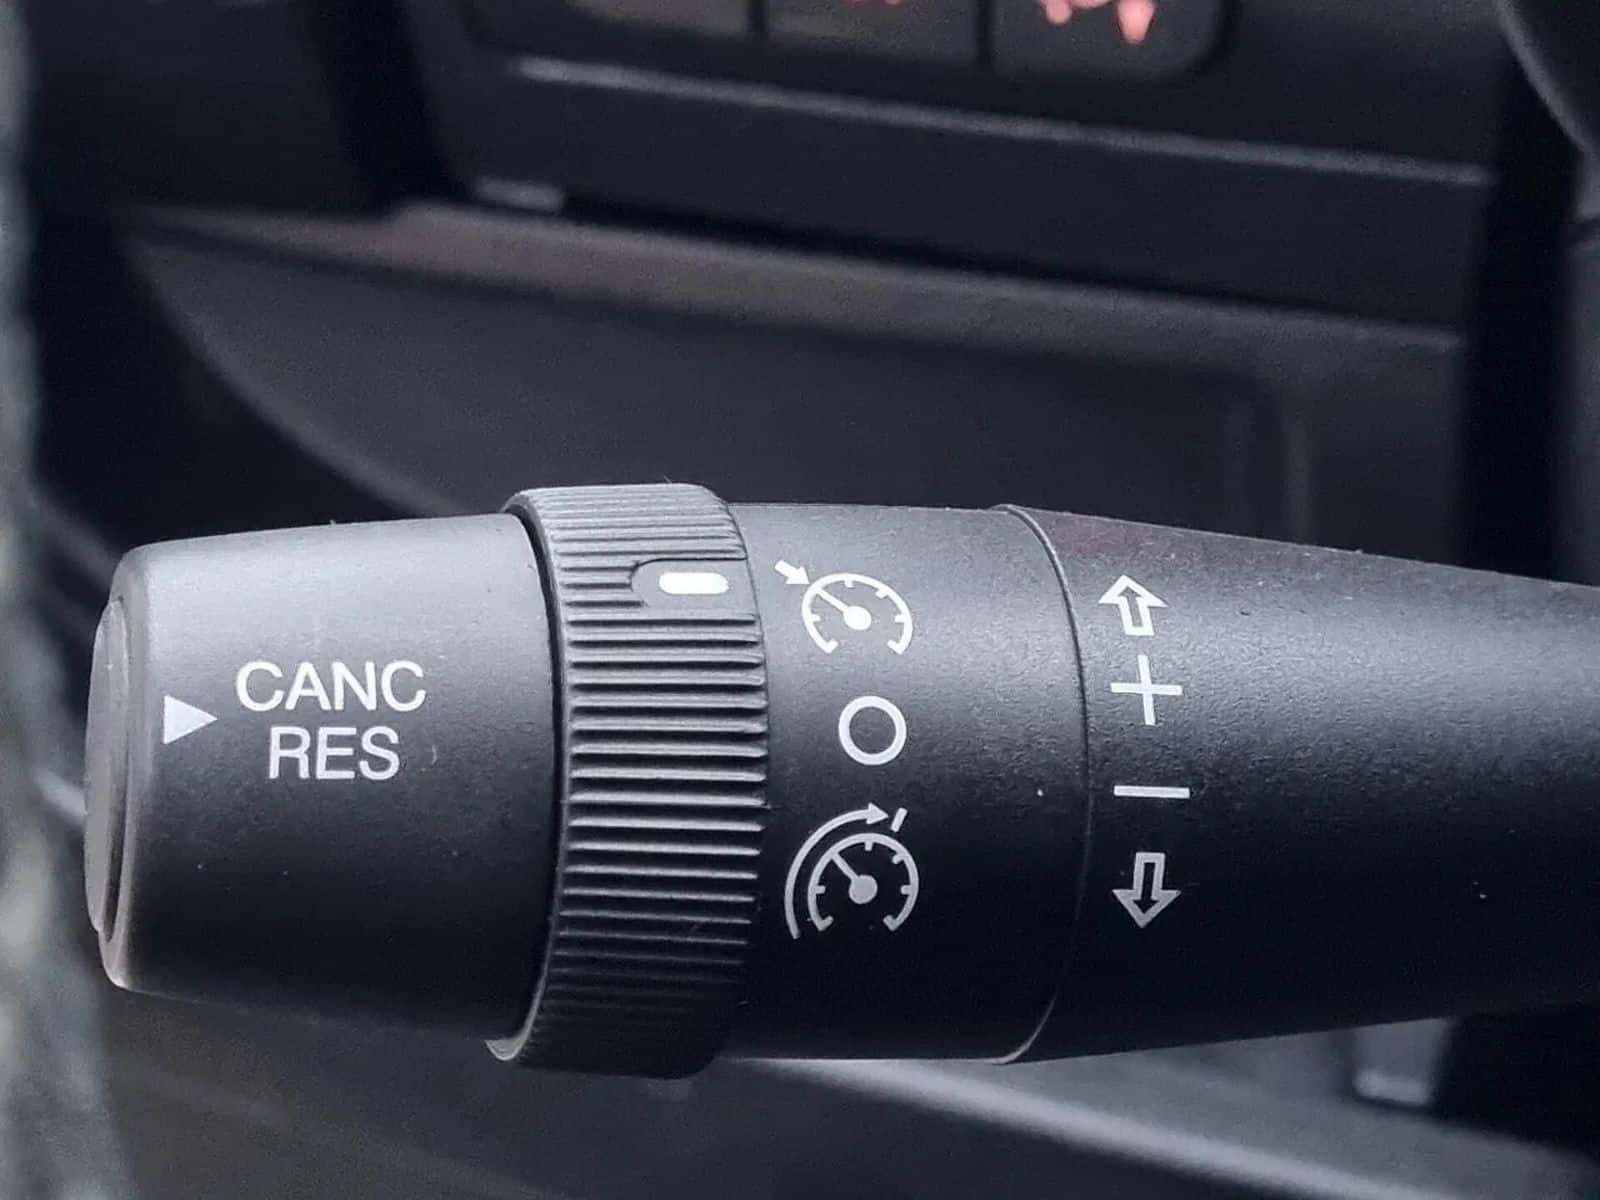 CANC
RES
+
O
—